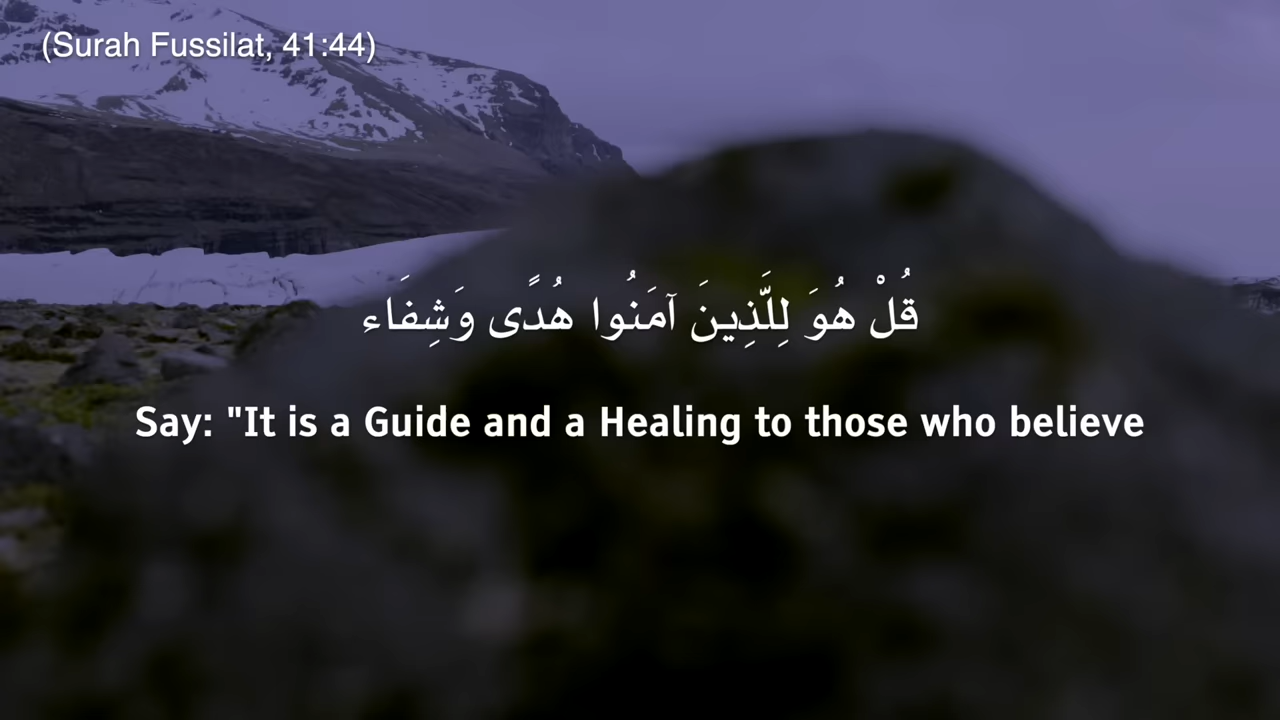 (Surah Fussilat, 41:44)
قُلْ هُوَ لِلَّذِينَ آمَنُوا هُدًى وَشِفَاء
Say: "It is a Guide and a Healing to those who believe